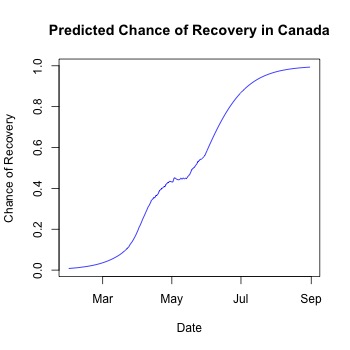 Predicted Chance of Recovery in Canada
Chance of Recovery
1.0
0.8
0.6
0.4
0.2
0.0
Mar May Jul Sep
Date